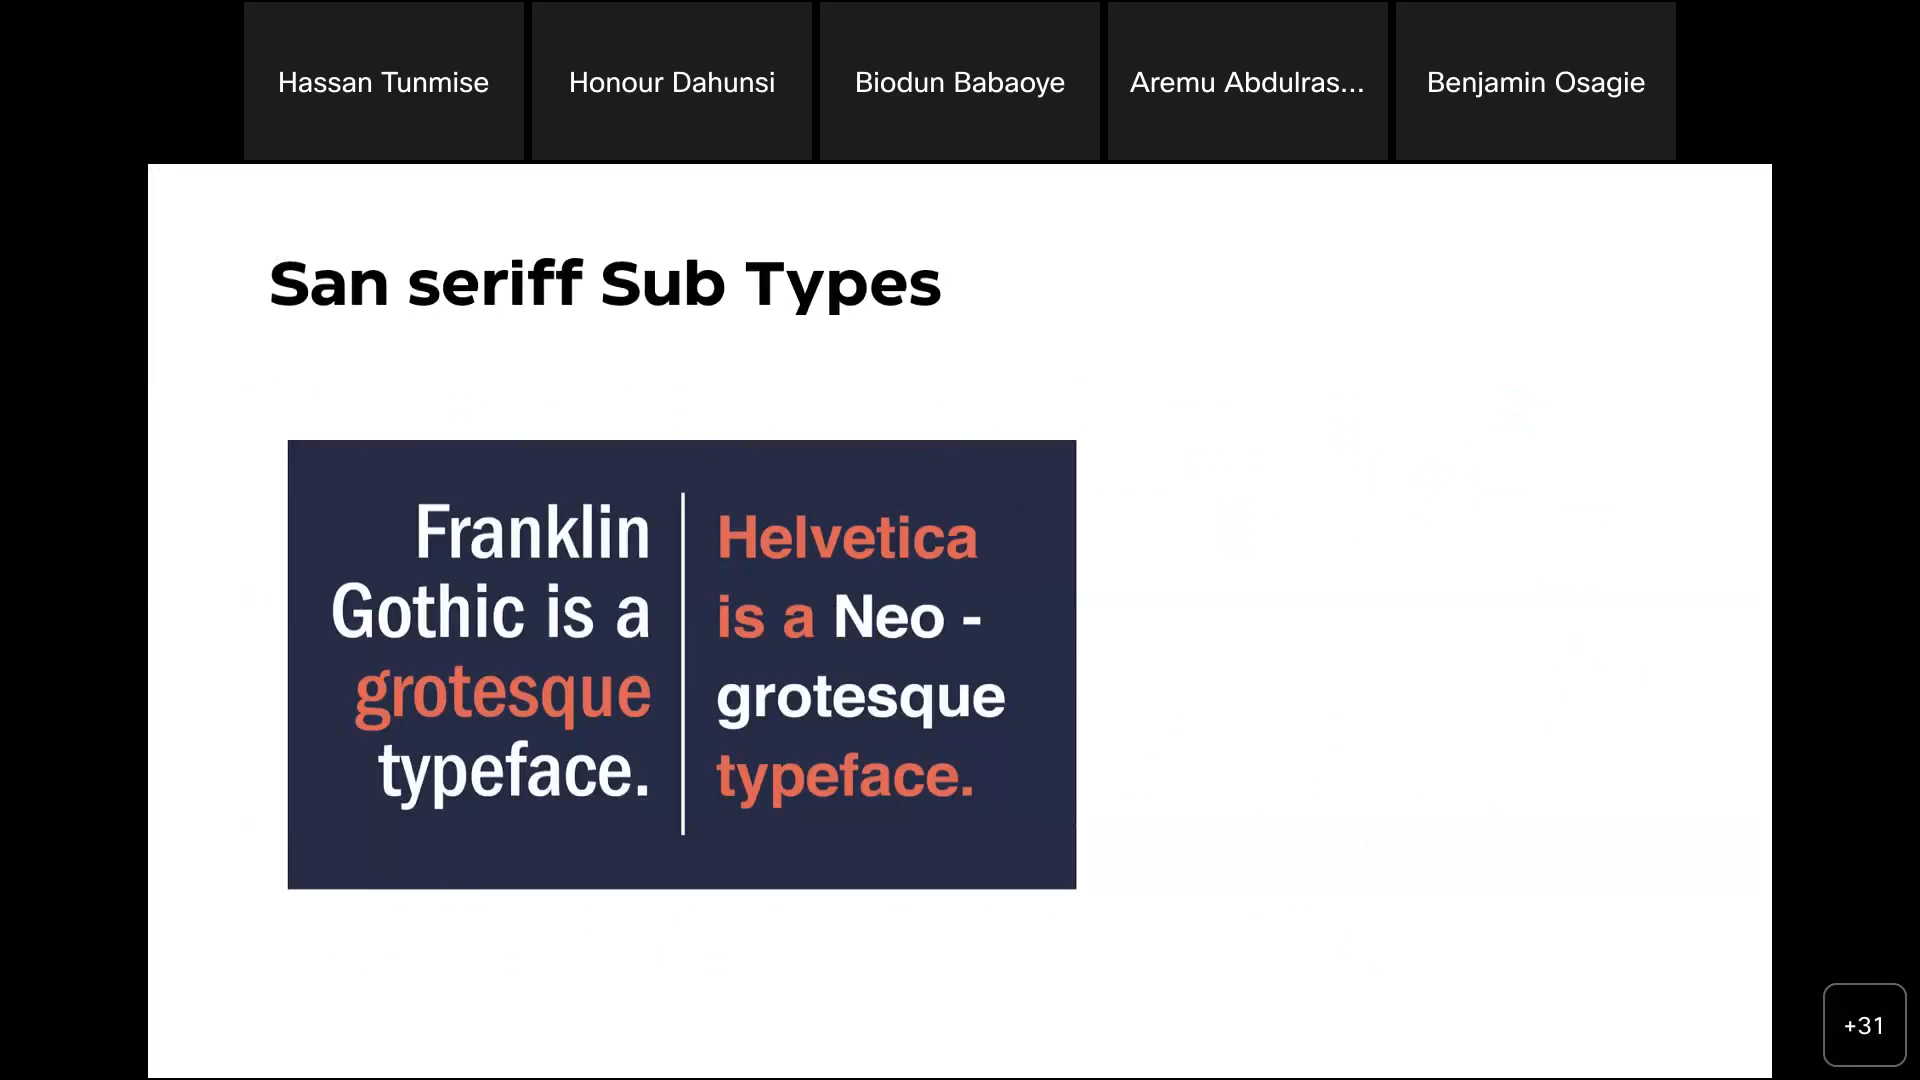 Hassan Tunmise
Honour Dahunsi
Biodun Babaoye
Aremu Abdulras...
Benjamin Osagie
San seriff Sub Types
Franklin
Gothic is a
grotesque
typeface.
Helvetica
is a Neo -
grotesque
typeface.
+31